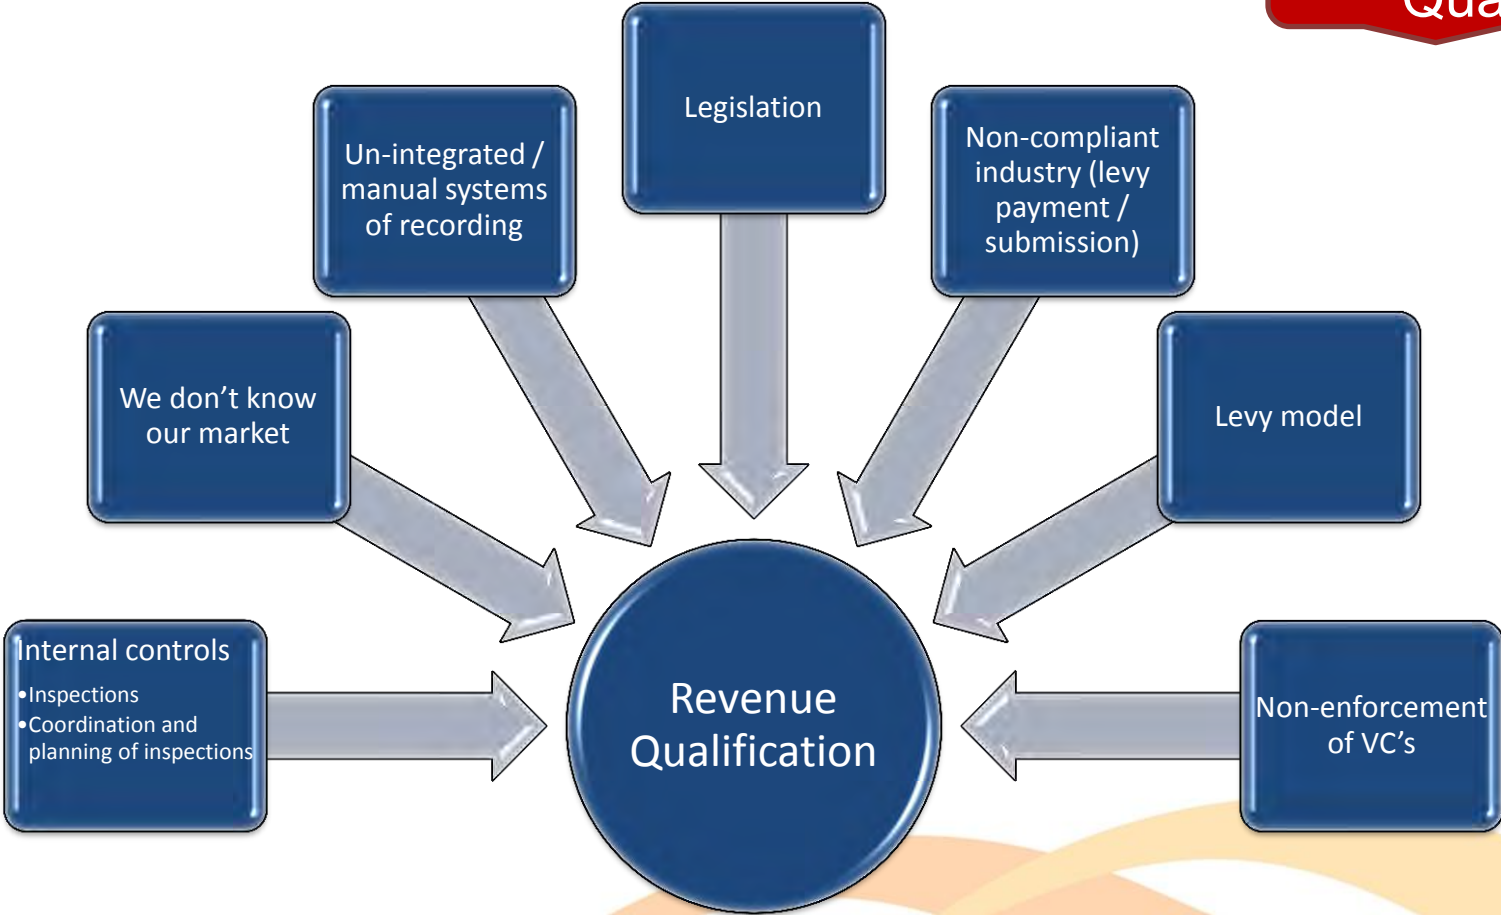 Qua
Legislation
Un-integrated /
manual systems
of recording
Non-compliant
industry (levy
payment /
submission)
We don’t know
our market
Levy model
Internal controls
•Inspections
•Coordination and
planning of inspections
Revenue
Qualification
Non-enforcement
of VC’s